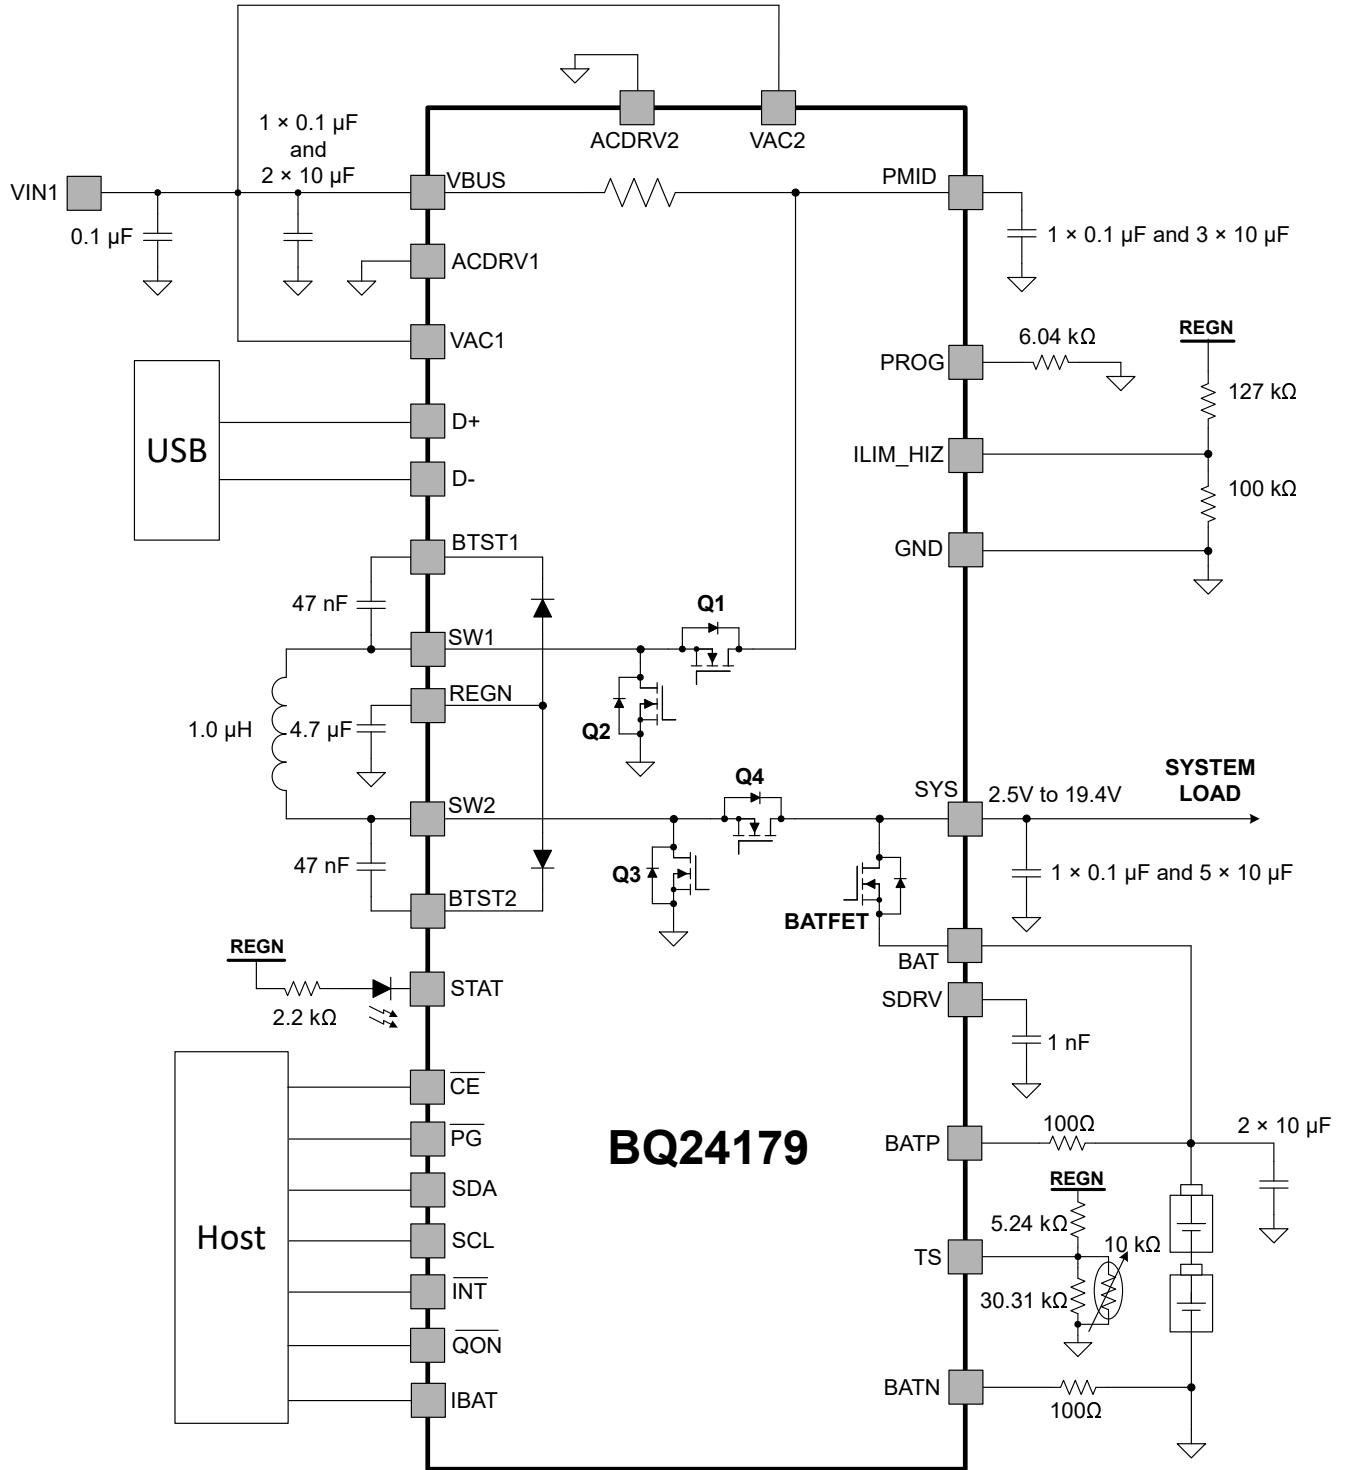 1 × 0.1 µF
and
2 × 10 µF
ACDRV2
VAC2
VIN1
VBUS
PMID
0.1 µF
1 × 0.1 µF and 3 × 10 µF
ACDRV1
VAC1
6.04 kΩ
REGN
PROG
127 kΩ
USB
D+
D-
ILIM_HIZ
100 kΩ
BTST1
GND
47 nF
Q1
SW1
REGN
1.0 µH
4.7 µF
Q2
Q4
SYS
2.5V to 19.4V
SYSTEM
LOAD
SW2
47 nF
Q3
1 × 0.1 µF and 5 × 10 µF
BTST2
BATFET
REGN
BAT
STAT
SDRV
2.2 kΩ
1 nF
Host
CE
PG
SDA
SCL
INT
QON
IBAT
BQ24179
BATP
100Ω
2 × 10 µF
REGN
5.24 kΩ
TS
10 kΩ
30.31 kΩ
BATN
100Ω